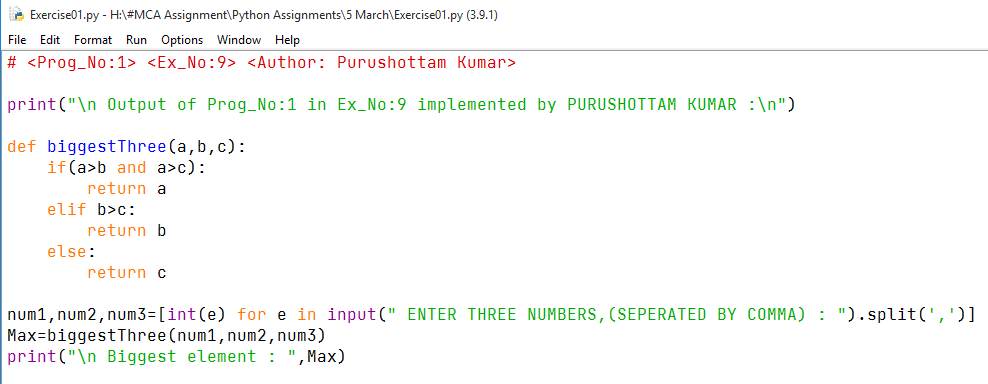 Exercise01.py - H:\#MCA Assignment\Python Assignments\5 March\Exercise01.py (3.9.1)
File Edit Format Run Options Window Help
# <Prog_No:1> <Ex_No:9> <Author: Purushottam Kumar>
print("\n Output of Prog_No:1 in Ex_No:9 implemented by PURUSHOTTAM KUMAR :\n")
def biggestThree(a,b,c):
    if(a>b and a>c):
        return a
    elif b>c:
        return b
    else:
        return c
num1,num2,num3=[int(e) for e in input(" ENTER THREE NUMBERS,(SEPERATED BY COMMA) : ").split(',')]
Max=biggestThree(num1,num2,num3)
print("\n Biggest element : ",Max)